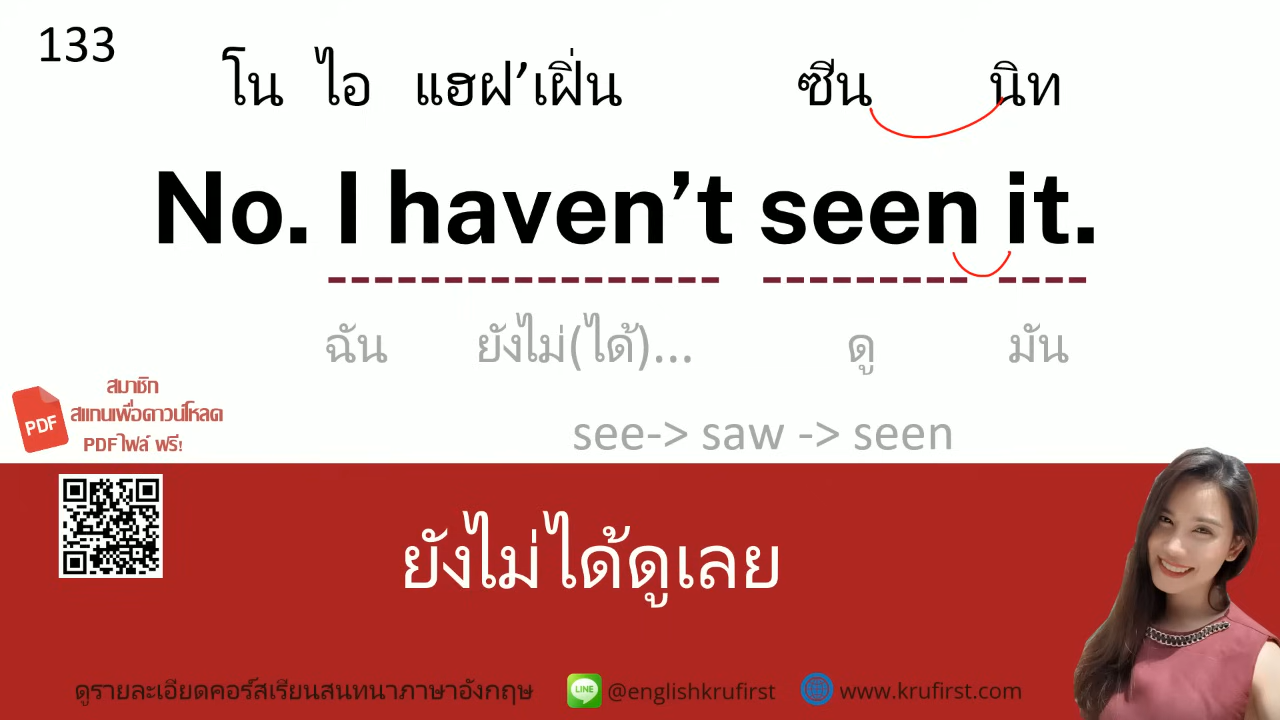 133
โน ไอ แฮฝ’เฝิ่น ซีน นิท
No. I haven’t seen it.
ฉัน ยังไม่(ได้)... ดู มัน
see-> saw -> seen
สมาชิก
สแกนเพื่อดาวน์โหลด
PDFไฟล์ ฟรี!
PDF
ยังไม่ได้ดูเลย
ดูรายละเอียดคอร์สเรียนสนทนาภาษาอังกฤษ LINE @englishkrufirst www.krufirst.com